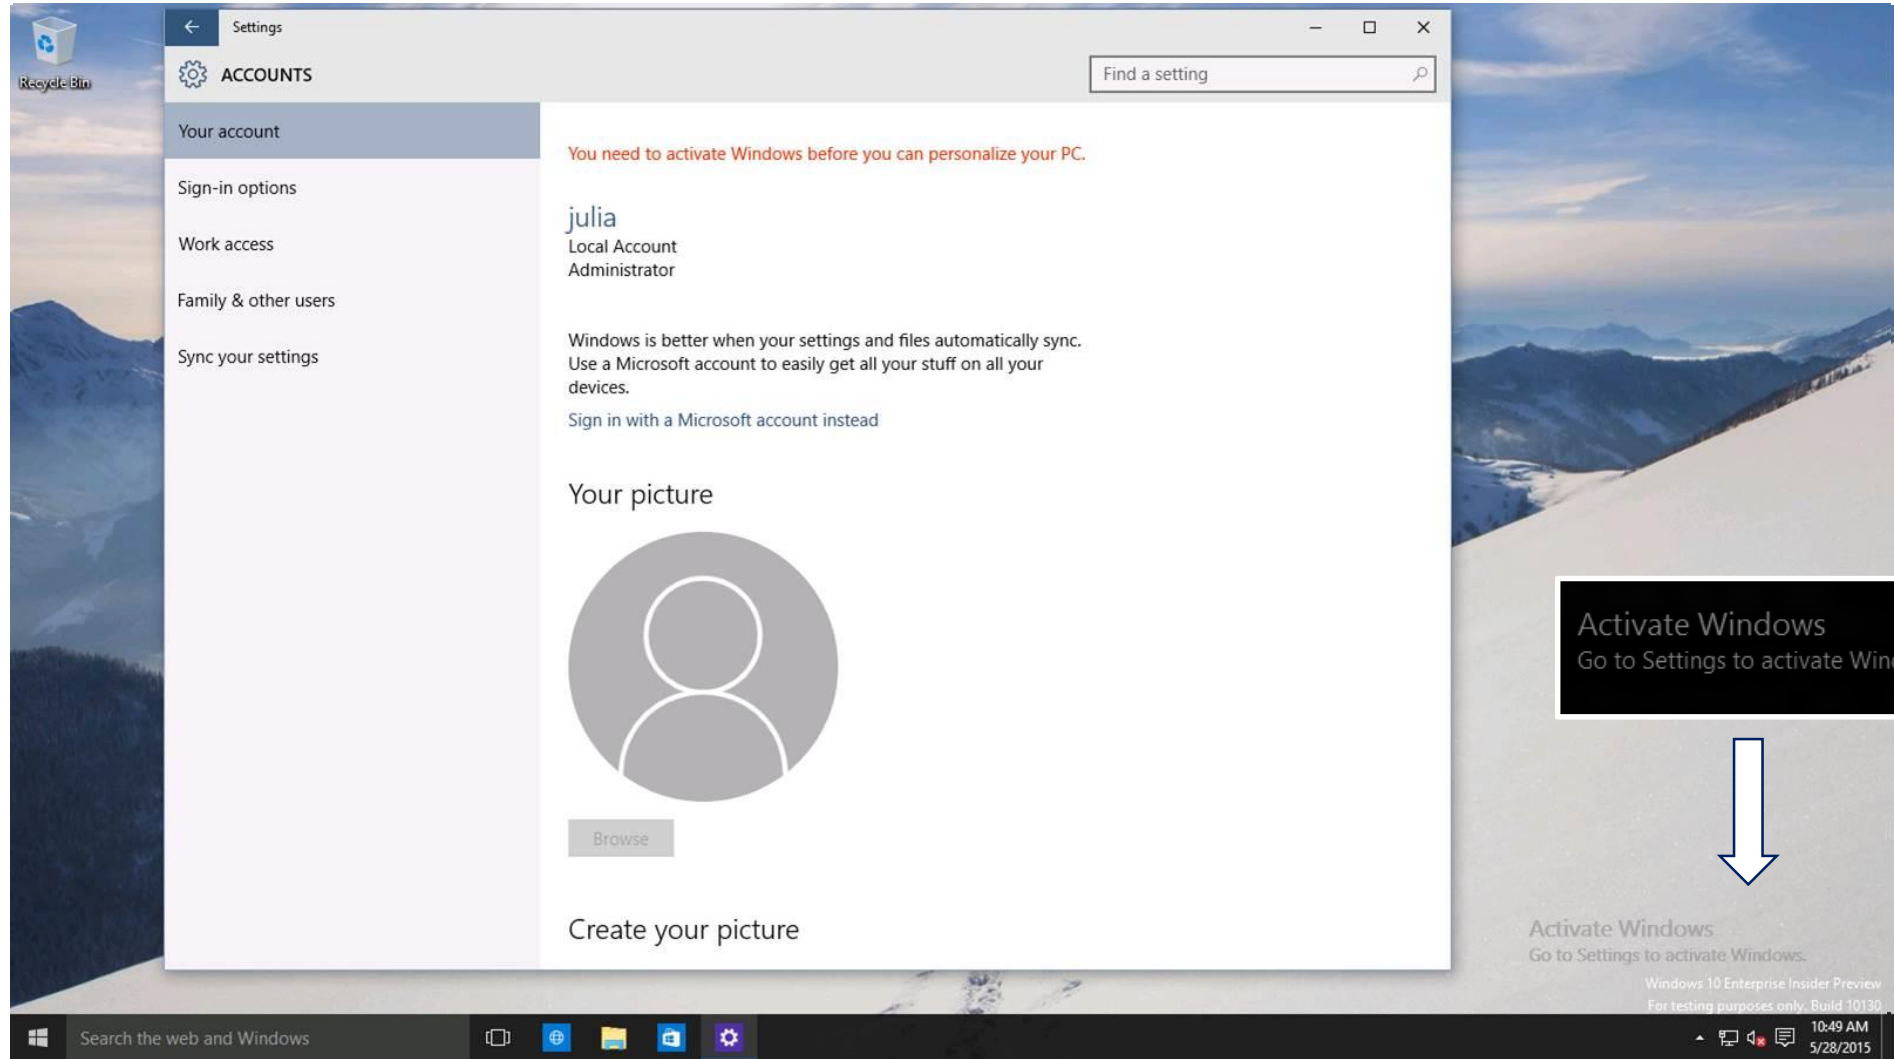 Recycle Bin
Settings
ACCOUNTS
Find a setting
Your account
Sign-in options
Work access
Family & other users
Sync your settings
You need to activate Windows before you can personalize your PC.
julia
Local Account
Administrator
Windows is better when your settings and files automatically sync.
Use a Microsoft account to easily get all your stuff on all your
devices.
Sign in with a Microsoft account instead
Your picture
Browse
Create your picture
Activate Windows
Go to Settings to activate Win
Activate Windows
Go to Settings to activate Windows.
Windows 10 Enterprise Insider Preview
For testing purposes only. Build 10130
Search the web and Windows
10:49 AM
5/28/2015